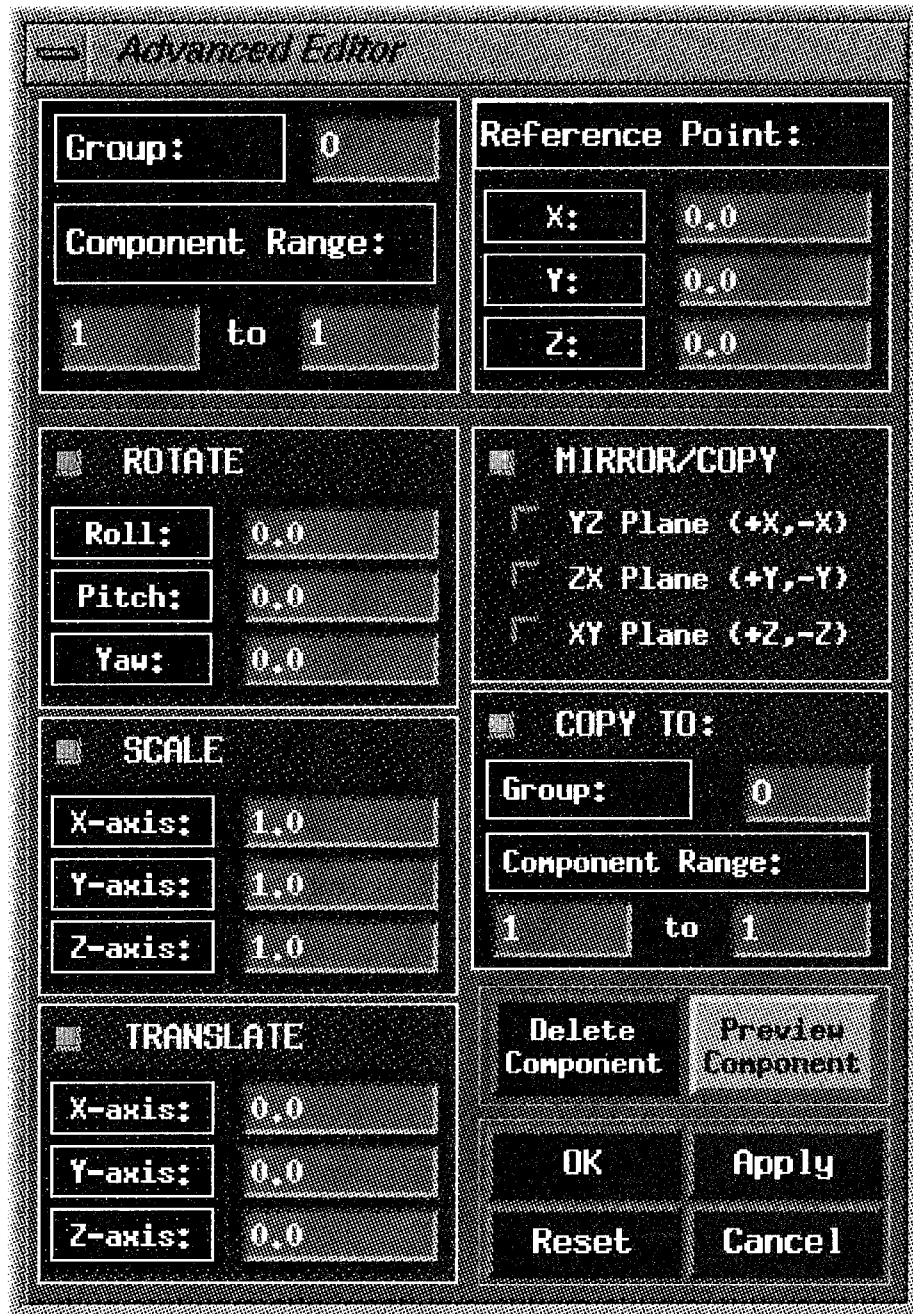 Advanced Editor
Group: 0
Component Range:
1 to 1
Reference Point:
X: 0.0
Y: 0.0
Z: 0.0
ROTATE
Roll: 0.0
Pitch: 0.0
Yaw: 0.0
SCALE
X-axis: 1.0
Y-axis: 1.0
Z-axis: 1.0
TRANSLATE
X-axis: 0.0
Y-axis: 0.0
Z-axis: 0.0
MIRROR/COPY
YZ Plane (+X,-X)
ZX Plane (+Y,-Y)
XY Plane (+Z,-Z)
COPY TO:
Group: 0
Component Range:
1 to 1
Delete
Component
Preview
Component
OK
Apply
Reset
Cancel